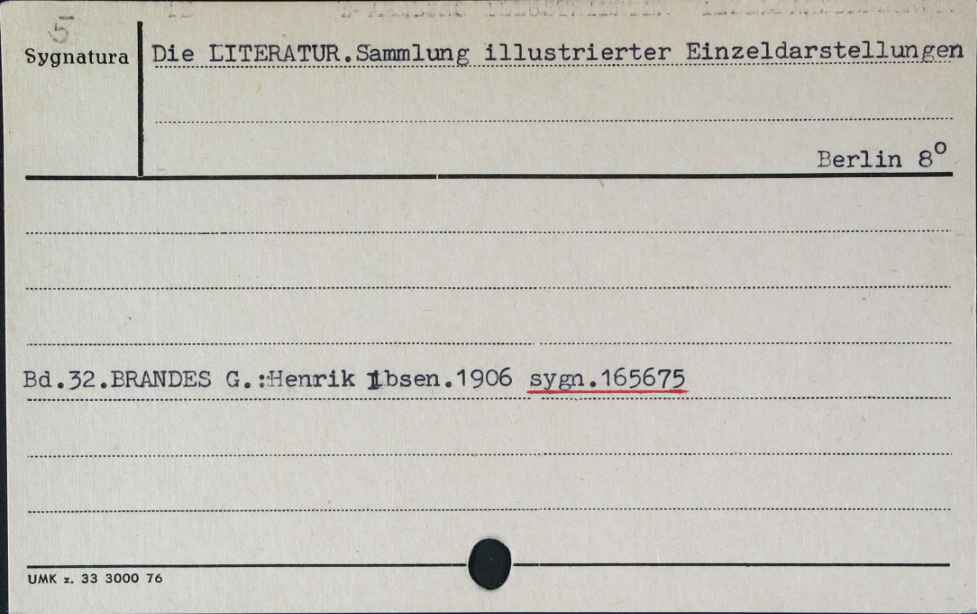 5
Sygnatura
Die LITERATUR.Sammlung illustrierter Einzeldarstellungen
Berlin 8⁰
Bd.32.BRANDES G.:Henrik Ibsen.1906 sygn.165675
UMK z. 33 3000 76